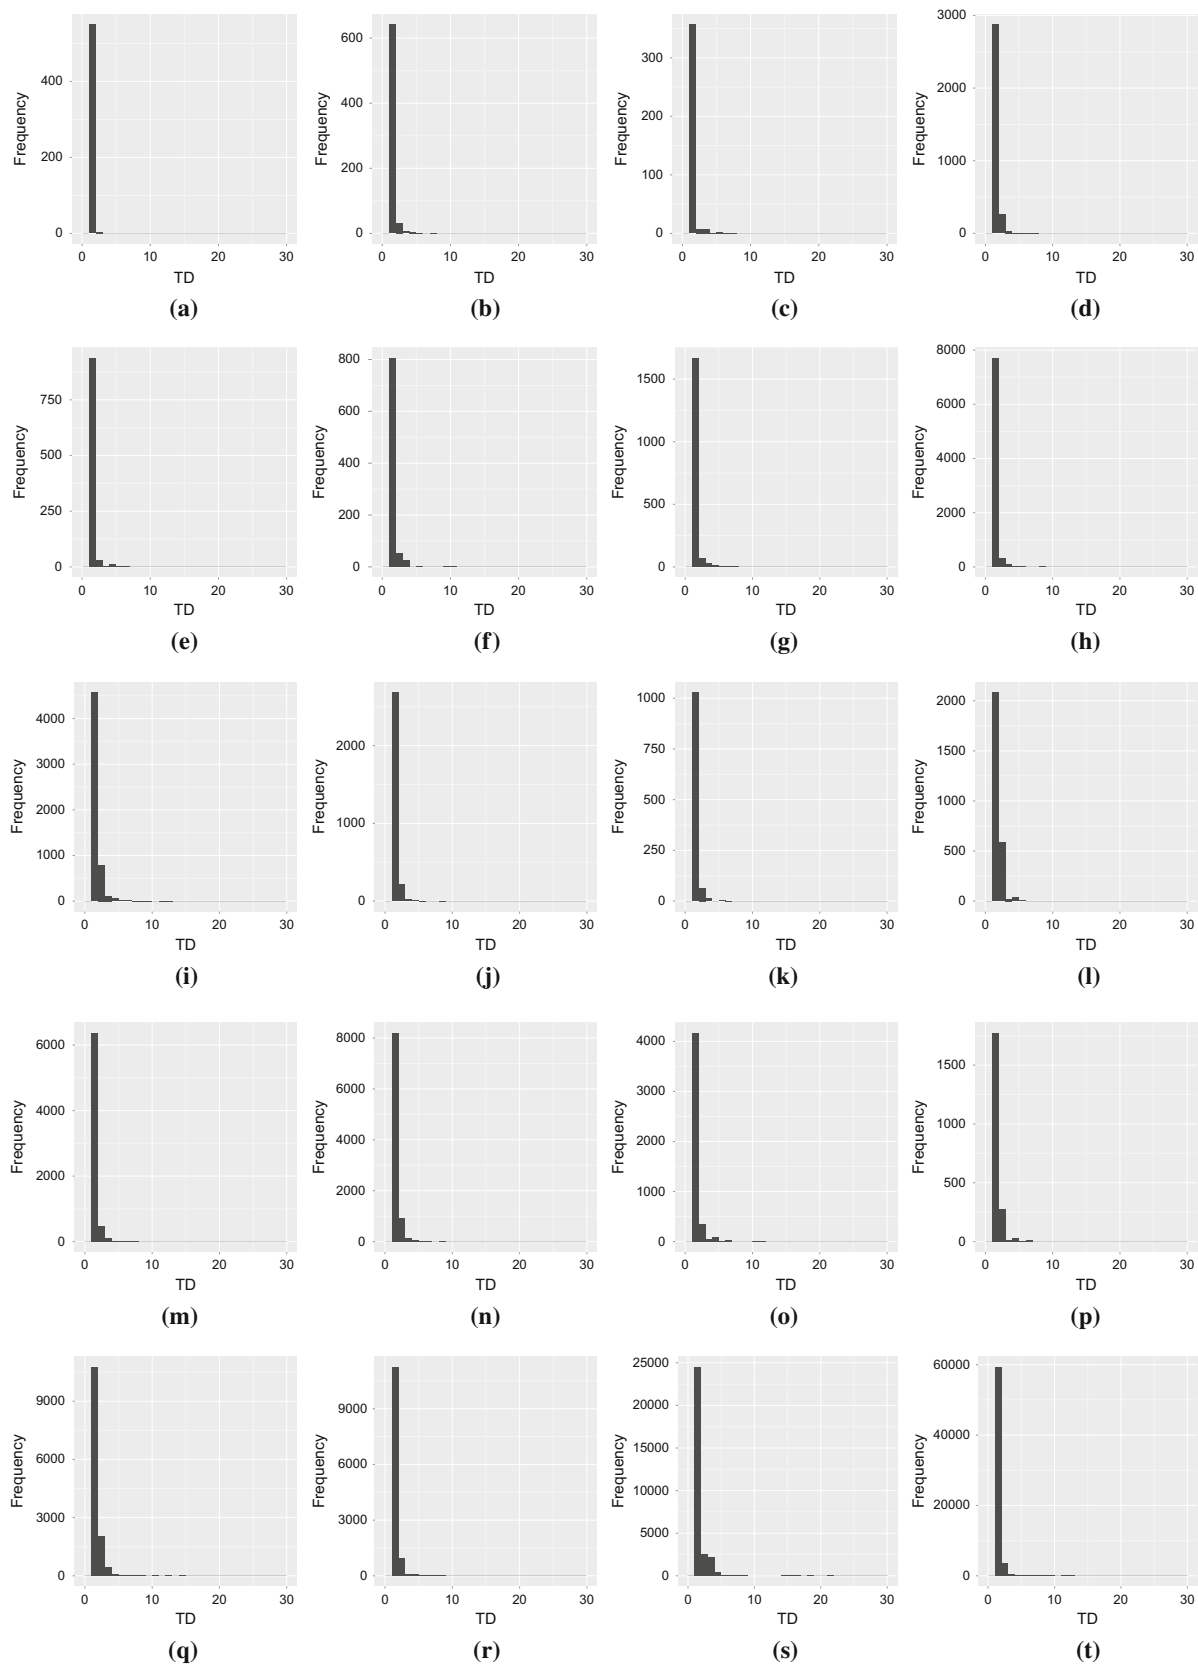 400
200
0
Frequency
0 10 20 30
TD
(a)
600
400
200
0
Frequency
0 10 20 30
TD
(b)
300
200
100
0
Frequency
0 10 20 30
TD
(c)
3000
2000
1000
0
Frequency
0 10 20 30
TD
(d)
750
500
250
0
Frequency
0 10 20 30
TD
(e)
800
600
400
200
0
Frequency
0 10 20 30
TD
(f)
1500
1000
500
0
Frequency
0 10 20 30
TD
(g)
8000
6000
4000
2000
0
Frequency
0 10 20 30
TD
(h)
4000
3000
2000
1000
0
Frequency
0 10 20 30
TD
(i)
2000
1000
0
Frequency
0 10 20 30
TD
(j)
1000
750
500
250
0
Frequency
0 10 20 30
TD
(k)
2000
1500
1000
500
0
Frequency
0 10 20 30
TD
(l)
6000
4000
2000
0
Frequency
0 10 20 30
TD
(m)
8000
6000
4000
2000
0
Frequency
0 10 20 30
TD
(n)
4000
3000
2000
1000
0
Frequency
0 10 20 30
TD
(o)
1500
1000
500
0
Frequency
0 10 20 30
TD
(p)
9000
6000
3000
0
Frequency
0 10 20 30
TD
(q)
9000
6000
3000
0
Frequency
0 10 20 30
TD
(r)
25000
20000
15000
10000
5000
0
Frequency
0 10 20 30
TD
(s)
60000
40000
20000
0
Frequency
0 10 20 30
TD
(t)